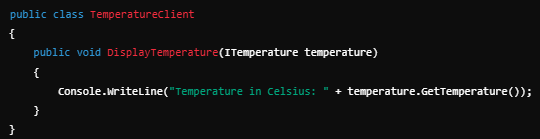 public class TemperatureClient
{
    public void DisplayTemperature(ITemperature temperature)
    {
        Console.WriteLine("Temperature in Celsius: " + temperature.GetTemperature());
    }
}